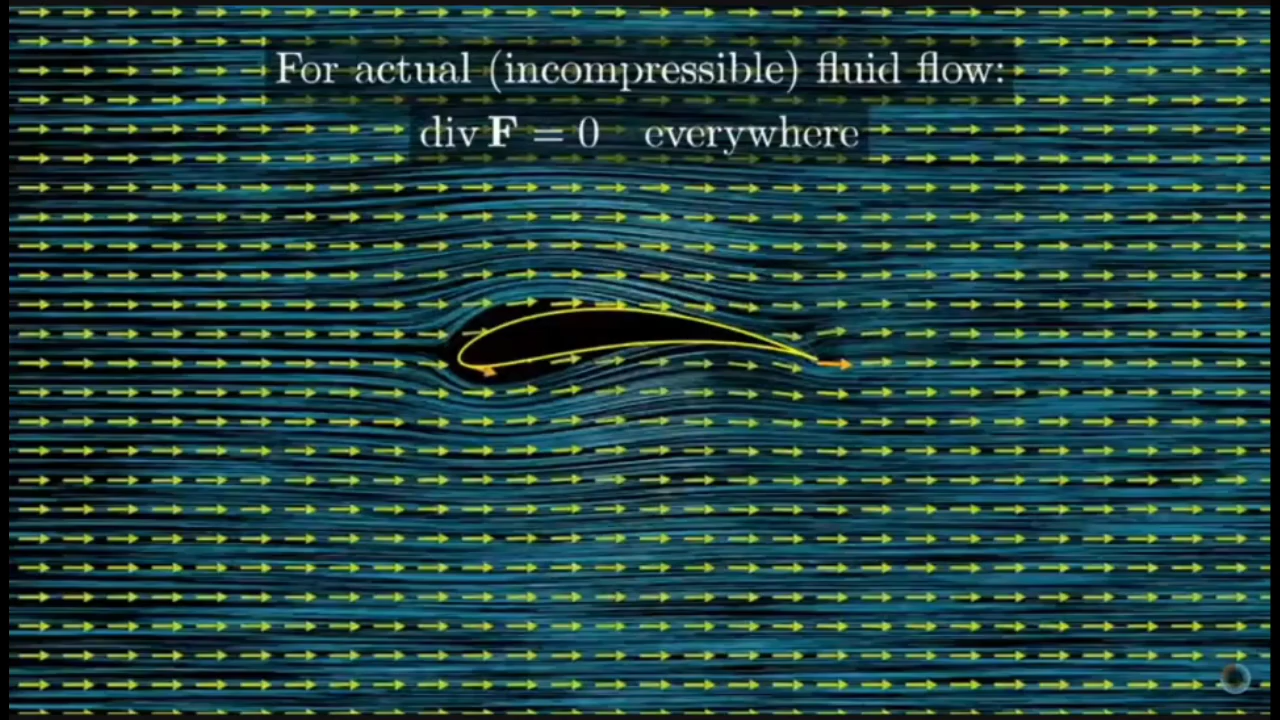 For actual (incompressible) fluid flow:
div F = 0 everywhere